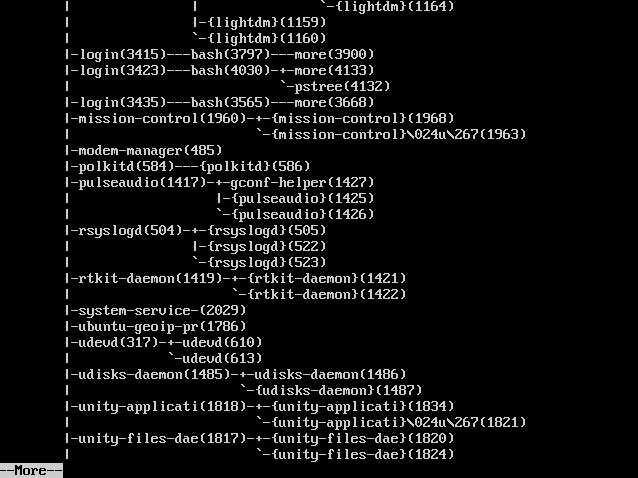 |               |               `-{lightdm}(1164)
        |               |-{lightdm}(1159)
        |               `-{lightdm}(1160)
        |-login(3415)---bash(3797)---more(3900)
        |-login(3423)---bash(4030)-+-more(4133)
        |                          `-pstree(4132)
        |-login(3435)---bash(3565)---more(3668)
        |-mission-control(1960)-+-{mission-control}(1968)
        |                       `-{mission-control}\024u\267(1963)
        |-modem-manager(485)
        |-polkitd(584)---{polkitd}(586)
        |-pulseaudio(1417)-+-gconf-helper(1427)
        |                  |-{pulseaudio}(1425)
        |                  `-{pulseaudio}(1426)
        |-rsyslogd(504)-+-{rsyslogd}(505)
        |               |-{rsyslogd}(522)
        |               `-{rsyslogd}(523)
        |-rtkit-daemon(1419)-+-{rtkit-daemon}(1421)
        |                    `-{rtkit-daemon}(1422)
        |-system-service-(2029)
        |-ubuntu-geoip-pr(1786)
        |-udevd(317)-+-udevd(610)
        |            `-udevd(613)
        |-udisks-daemon(1485)-+-udisks-daemon(1486)
        |                     `-{udisks-daemon}(1487)
        |-unity-applicati(1818)-+-{unity-applicati}(1834)
        |                       `-{unity-applicati}\024u\267(1821)
        |-unity-files-dae(1817)-+-{unity-files-dae}(1820)
        |                       `-{unity-files-dae}(1824)
--More--